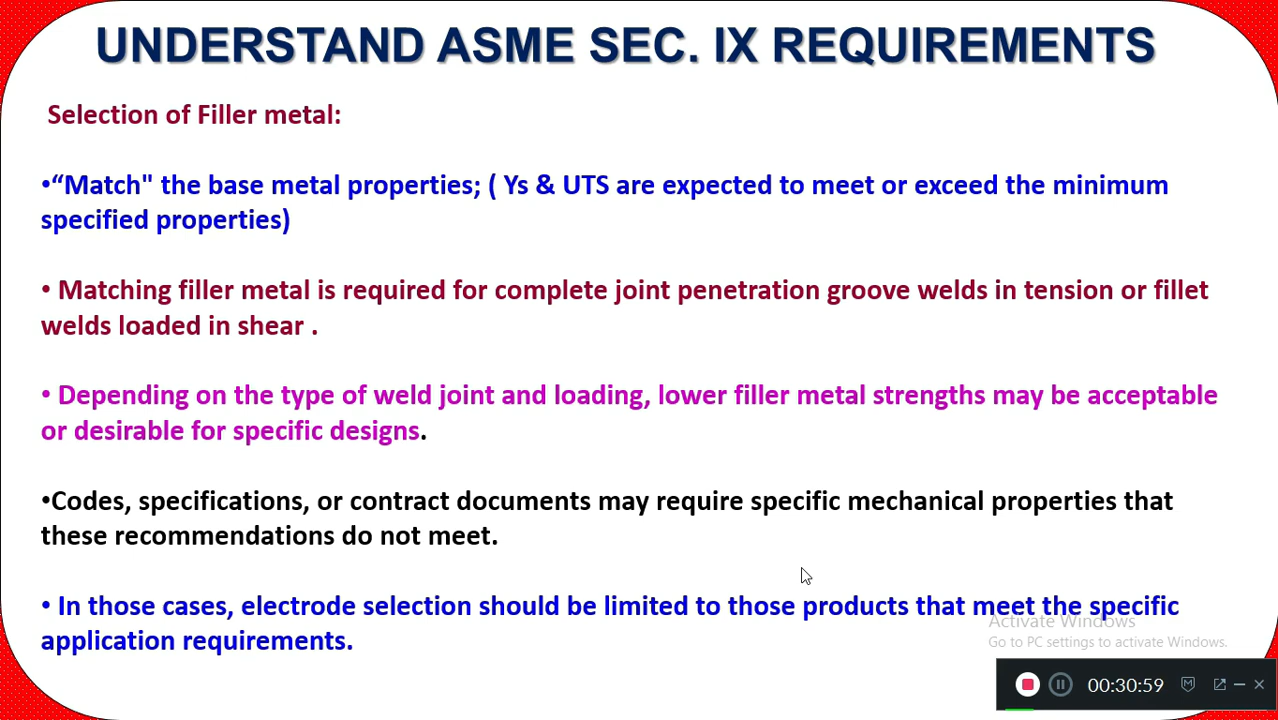 UNDERSTAND ASME SEC. IX REQUIREMENTS
Selection of Filler metal:
•“Match" the base metal properties; ( Ys & UTS are expected to meet or exceed the minimum
specified properties)
• Matching filler metal is required for complete joint penetration groove welds in tension or fillet
welds loaded in shear .
• Depending on the type of weld joint and loading, lower filler metal strengths may be acceptable
or desirable for specific designs.
•Codes, specifications, or contract documents may require specific mechanical properties that
these recommendations do not meet.
• In those cases, electrode selection should be limited to those products that meet the specific
application requirements.
Activate Windows
Go to PC settings to activate Windows.
00:30:59